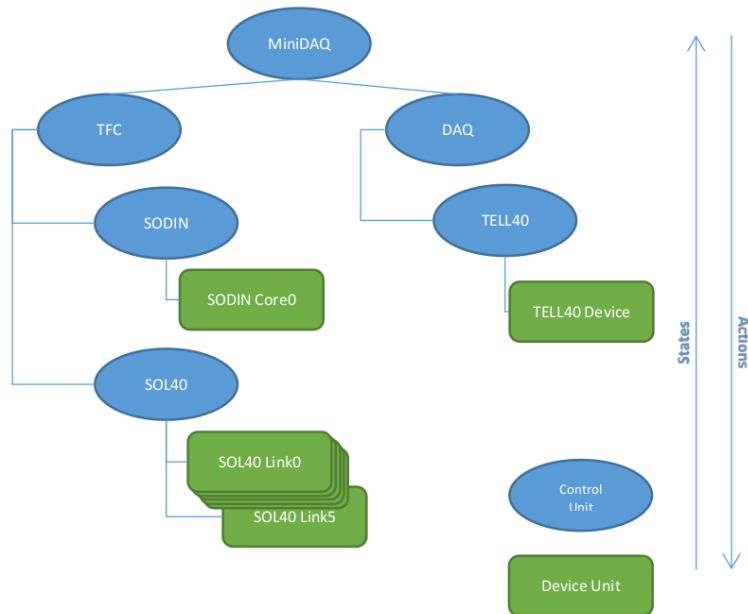 MiniDAQ
TFC
DAQ
SODIN
TELL40
SODIN Core0
TELL40 Device
States
Actions
SOL40
SOL40 Link0
SOL40 Link5
Control
Unit
Device Unit